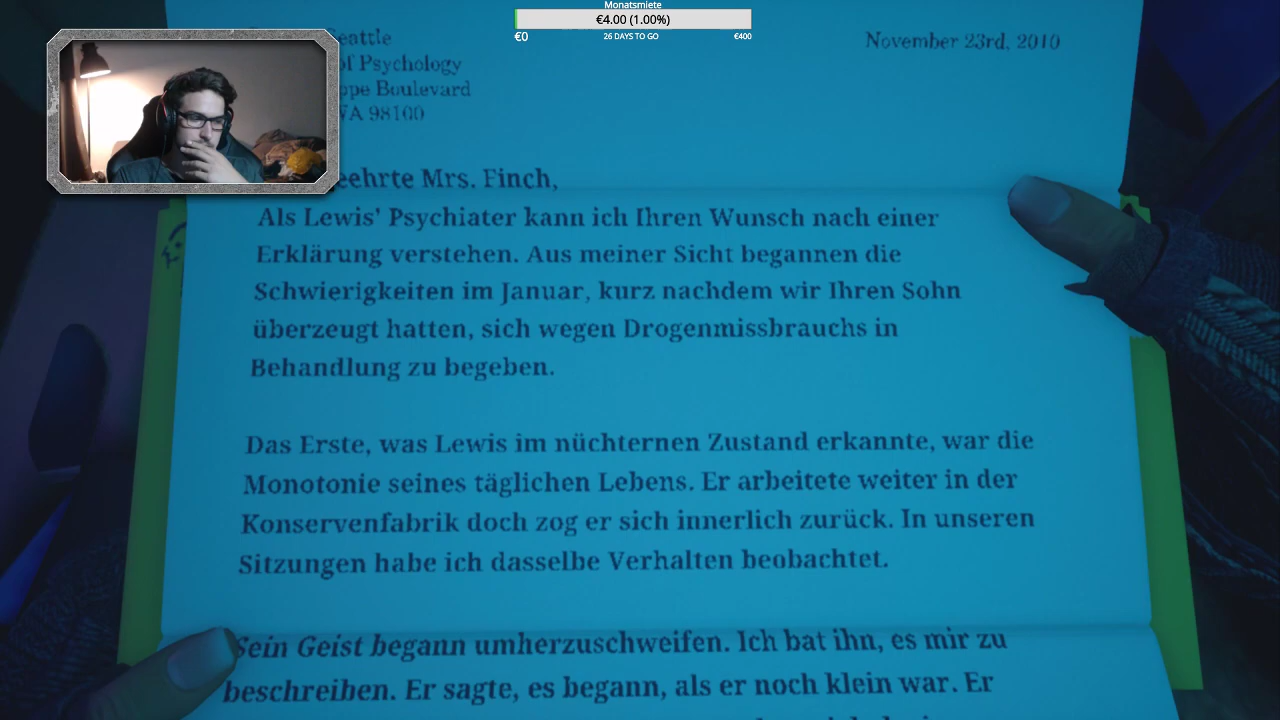 Monatsmiete
€4.00 (1.00%)
€0 26 DAYS TO GO €400
November 23rd, 2010
of Psychology
Boulevard
98100
Mrs. Finch,
Als Lewis' Psychiater kann ich Ihren Wunsch nach einer
Erklärung verstehen. Aus meiner Sicht begannen die
Schwierigkeiten im Januar, kurz nachdem wir Ihren Sohn
überzeugt hatten, sich wegen Drogenmissbrauchs in
Behandlung zu begeben.
Das Erste, was Lewis im nüchternen Zustand erkannte, war die
Monotonie seines täglichen Lebens. Er arbeitete weiter in der
Konservenfabrik doch zog er sich innerlich zurück. In unseren
Sitzungen habe ich dasselbe Verhalten beobachtet.
Sein Geist begann umherzuschweifen. Ich bat ihn, es mir zu
beschreiben. Er sagte, es begann, als er noch klein war. Er